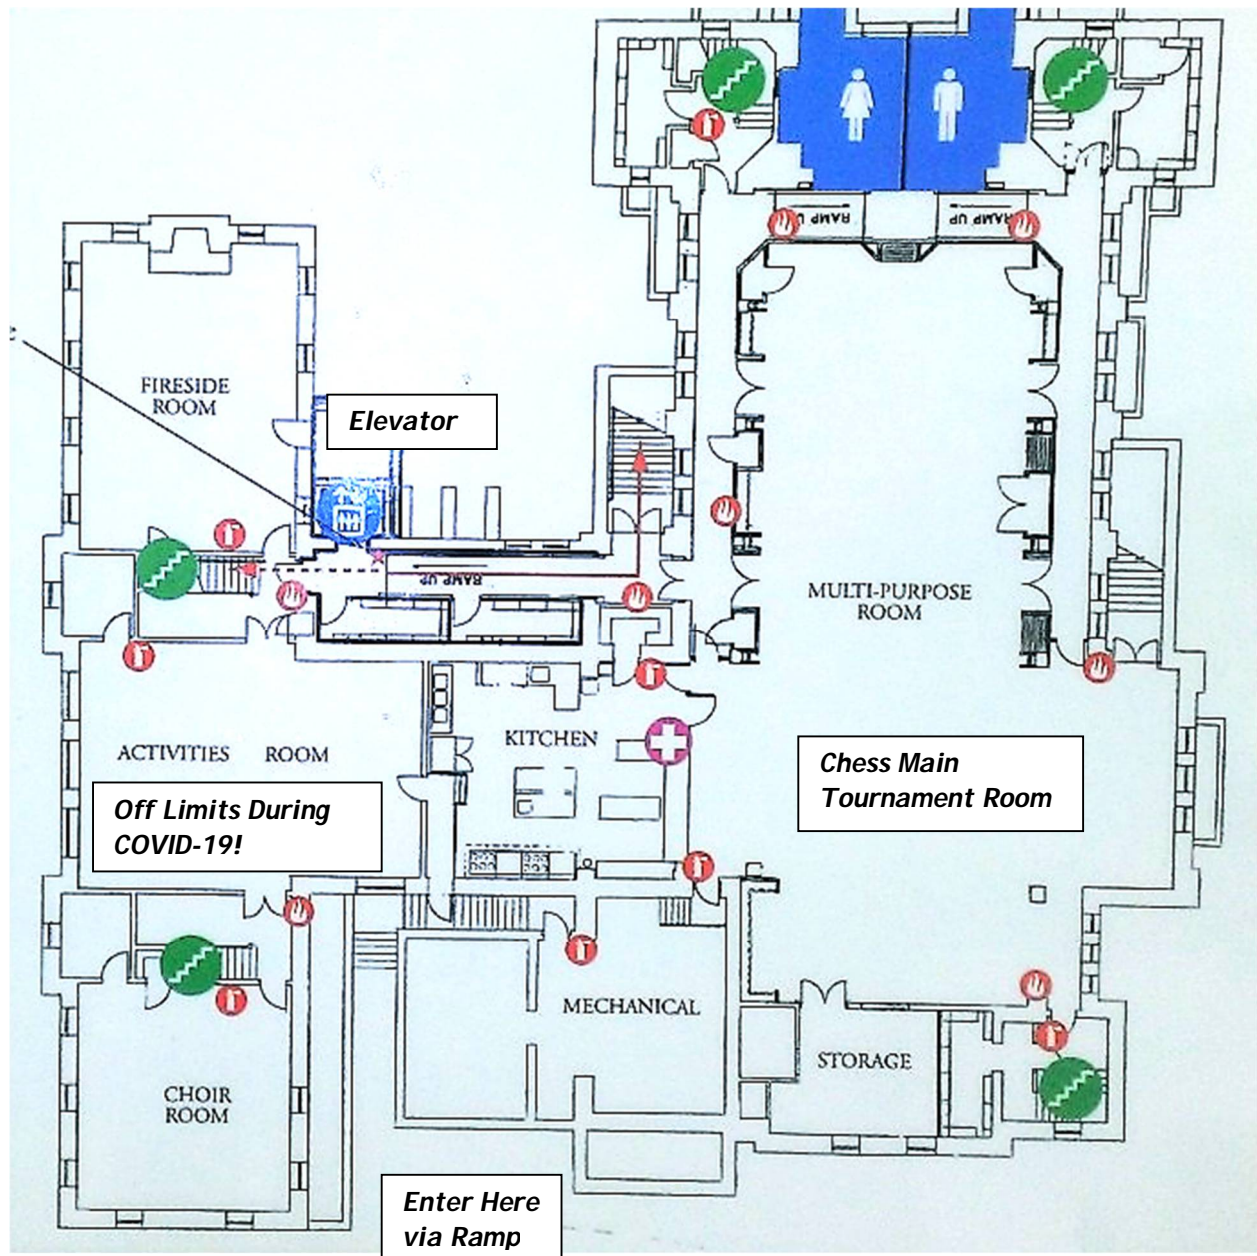 RAMP UP
RAMP UP
FIRESIDE
ROOM
Elevator
RAMP UP
MULTI-PURPOSE
ROOM
KITCHEN
ACTIVITIES ROOM
Chess Main
Tournament Room
Off Limits During
COVID-19!
MECHANICAL
STORAGE
CHOIR
ROOM
Enter Here
via Ramp